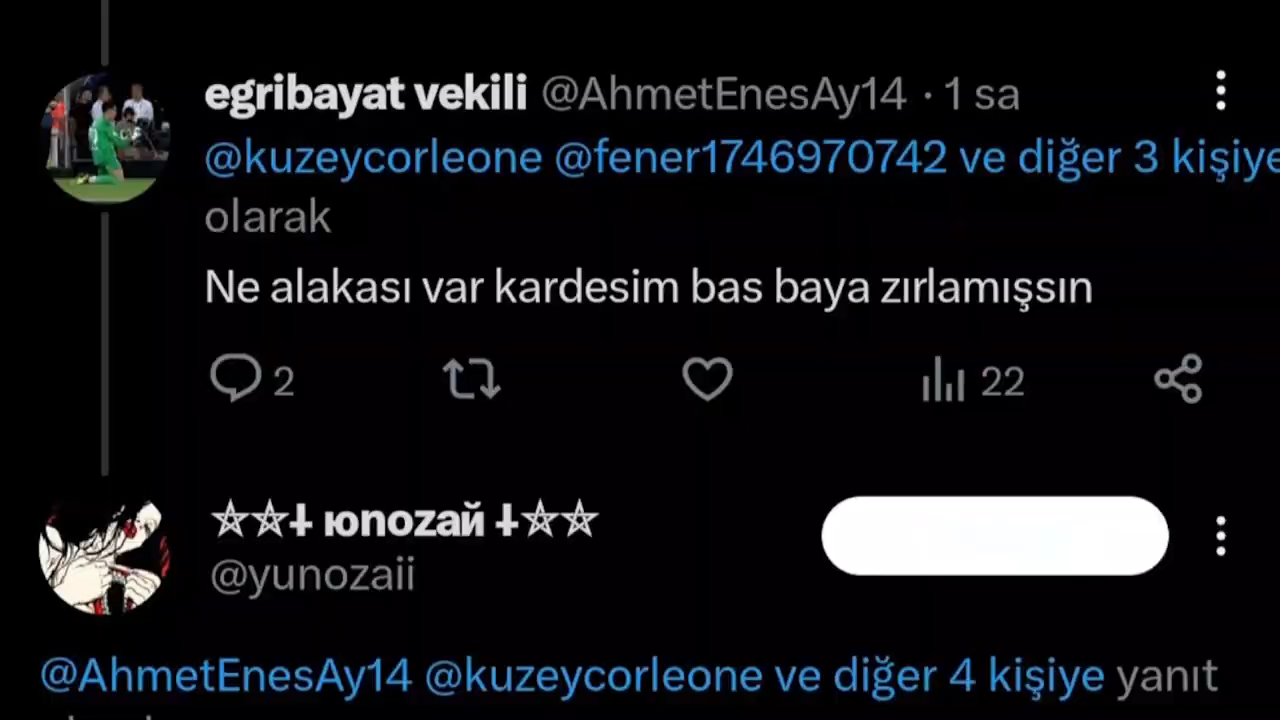 egribayat vekili @AhmetEnesAy14 · 1 sa
@kuzeycorleone @fener1746970742 ve diğer 3 kişiye
olarak
Ne alakası var kardesim bas baya zırlamışsın
2 22
☆☆⸸ юnozaй ⸸☆☆
@yunozaii
@AhmetEnesAy14 @kuzeycorleone ve diğer 4 kişiye yanıt